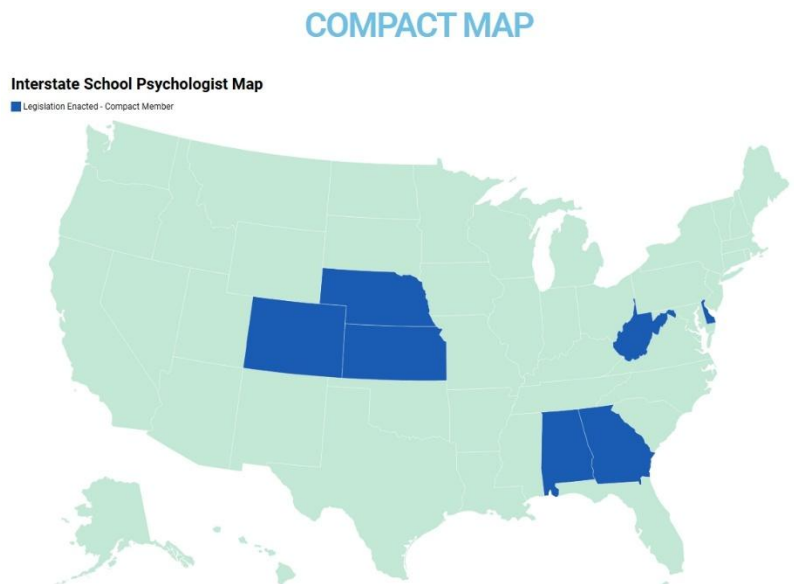 COMPACT MAP
Interstate School Psychologist Map
Legislation Enacted - Compact Member